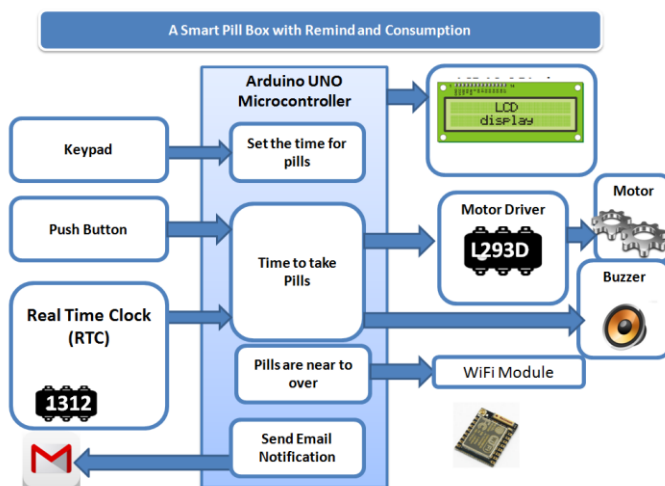 A Smart Pill Box with Remind and Consumption
Arduino UNO
Microcontroller
LCD
display
Keypad
Set the time for
pills
Push Button
Motor Driver
L293D
Motor
Time to take
Pills
Buzzer
Real Time Clock
(RTC)
1312
Pills are near to
over
WiFi Module
Send Email
Notification